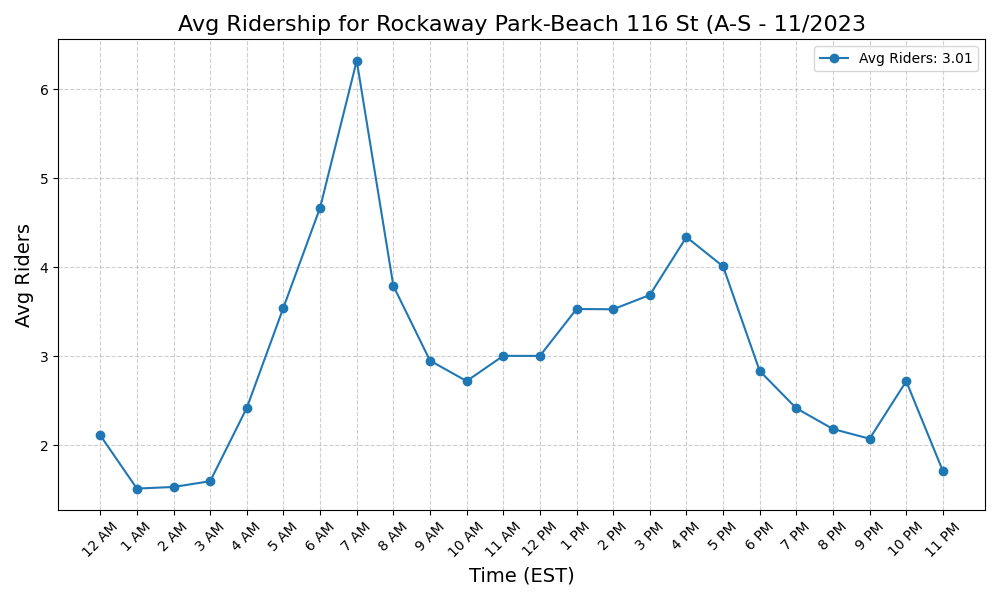 Avg Ridership for Rockaway Park-Beach 116 St (A-S - 11/2023
Avg Riders: 3.01
Avg Riders
6
5
4
3
2
12 AM
1 AM
2 AM
3 AM
4 AM
5 AM
6 AM
7 AM
8 AM
9 AM
10 AM
11 AM
12 PM
1 PM
2 PM
3 PM
4 PM
5 PM
6 PM
7 PM
8 PM
9 PM
10 PM
11 PM
Time (EST)